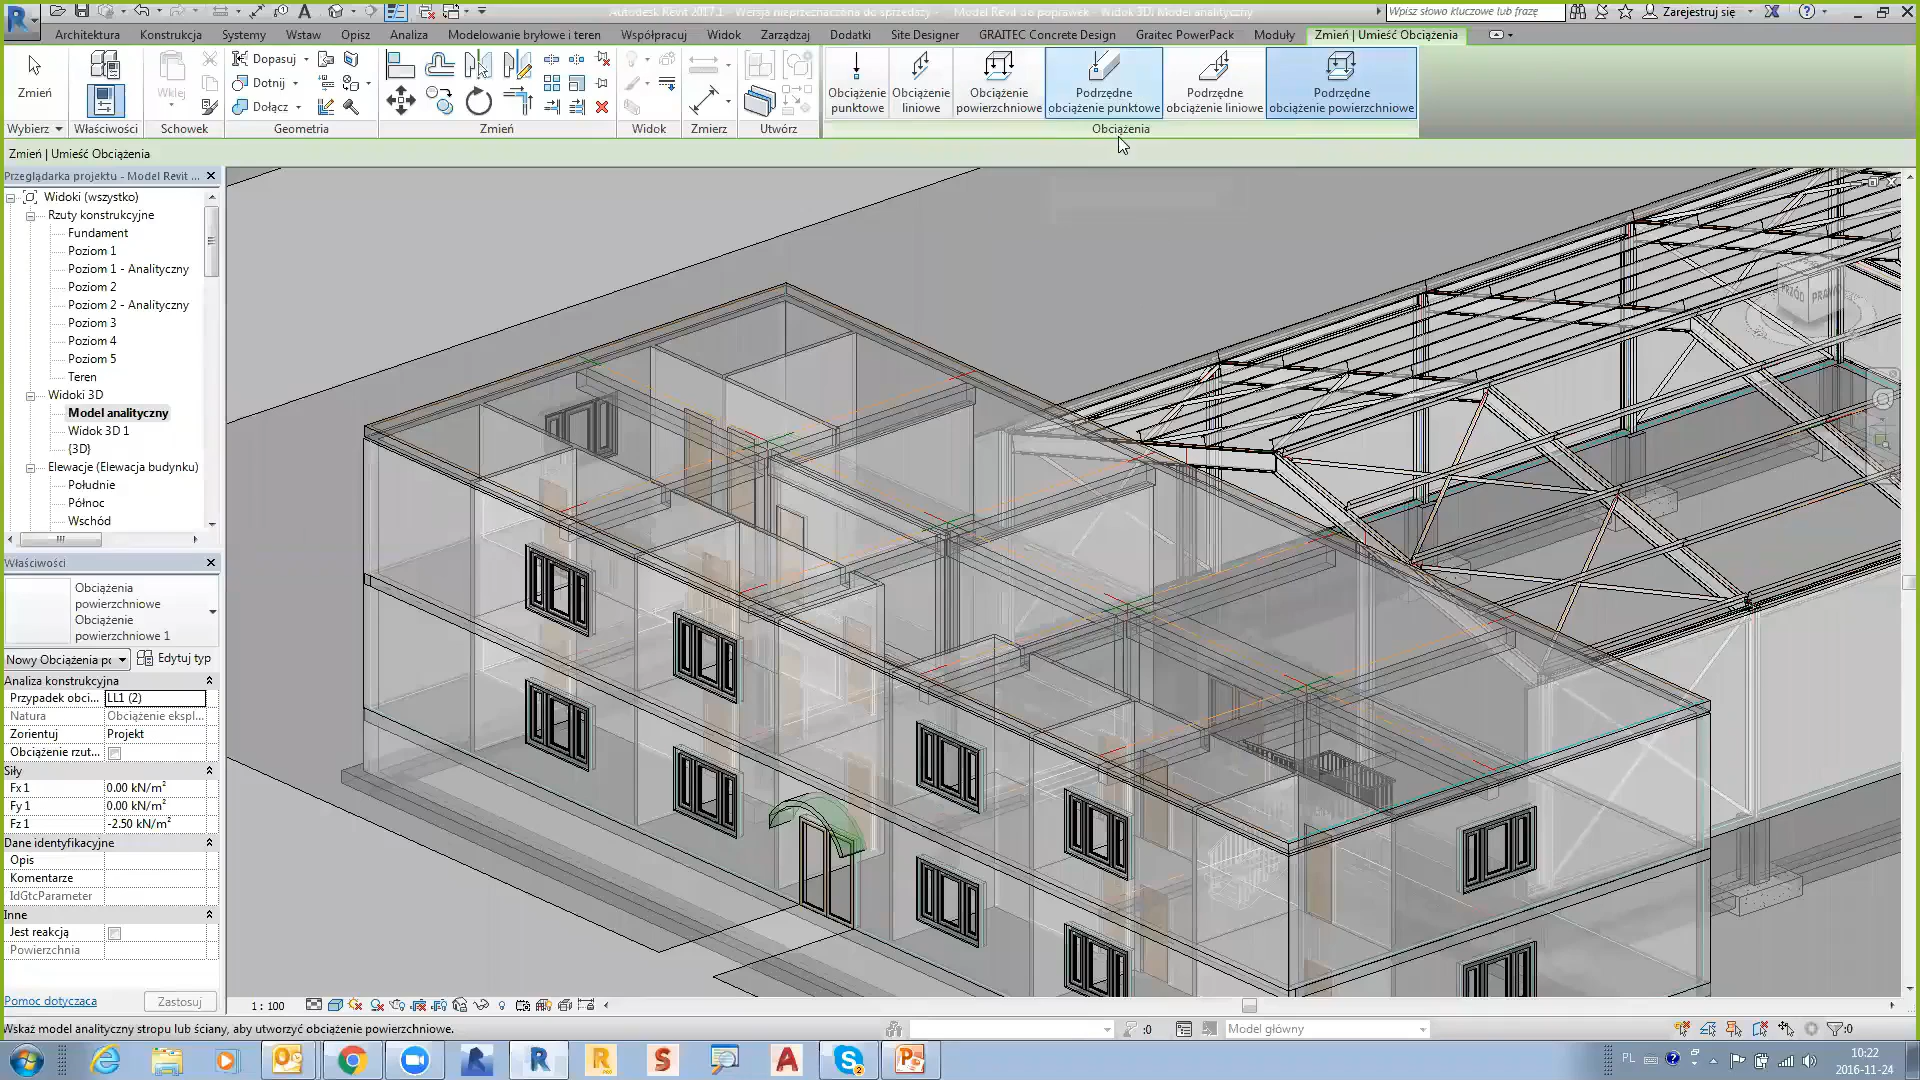 Autodesk Revit 2017.1 - Wersja nieprzeznaczona do sprzedaży - Model Revit do poprawek - Widok 3D: Model analityczny
Wpisz słowo kluczowe lub frazę
Zarejestruj się
Architektura Konstrukcja Systemy Wstaw Opisz Analiza Modelowanie bryłowe i teren Współpracuj Widok Zarządzaj Dodatki Site Designer GRAITEC Concrete Design Graitec PowerPack Moduły Zmień | Umieść Obciążenia
Zmień
Wklej
Dopasuj
Dotnij
Dołącz
Obciążenie punktowe
Obciążenie liniowe
Obciążenie powierzchniowe
Podrzędne obciążenie punktowe
Podrzędne obciążenie liniowe
Podrzędne obciążenie powierzchniowe
Wybierz Właściwości Schowek Geometria Zmień Widok Zmierz Utwórz Obciążenia
Zmień | Umieść Obciążenia
Przeglądarka projektu - Model Revit ...
Widoki (wszystko)
Rzuty konstrukcyjne
Fundament
Poziom 1
Poziom 1 - Analityczny
Poziom 2
Poziom 2 - Analityczny
Poziom 3
Poziom 4
Poziom 5
Teren
Widoki 3D
Model analityczny
Widok 3D 1
{3D}
Elewacje (Elewacja budynku)
Południe
Północ
Wschód
PRZÓD PRAWO
Właściwości
Obciążenia
powierzchniowe
Obciążenie
powierzchniowe 1
Nowy Obciążenia pc
Edytuj typ
Analiza konstrukcyjna
Przypadek obci... LL1 (2)
Natura Obciążenie ekspl...
Zorientuj Projekt
Obciążenie rzut...
Siły
Fx 1 0.00 kN/m²
Fy 1 0.00 kN/m²
Fz 1 -2.50 kN/m²
Dane identyfikacyjne
Opis
Komentarze
IdGtcParameter
Inne
Jest reakcją
Powierzchnia
Pomoc dotycząca
Zastosuj
1 : 100
Wskaż model analityczny stropu lub ściany, aby utworzyć obciążenie powierzchniowe.
:0
Model główny
:0
PL
10:22
2016-11-24